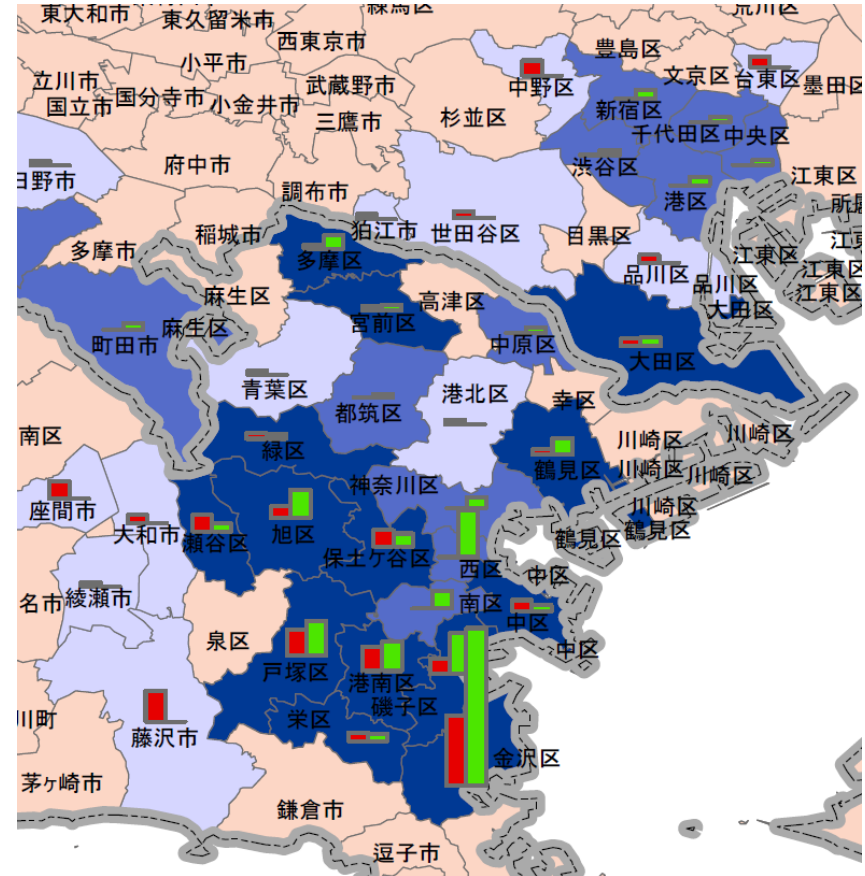 東大和市
東久留米市
練馬区
荒川区
西東京市
豊島区
小平市
文京区
台東区
立川市
武蔵野市
中野区
墨田区
国立市
国分寺市
小金井市
新宿区
三鷹市
杉並区
千代田区
中央区
府中市
渋谷区
日野市
江東区
調布市
港区
稲城市
狛江市
世田谷区
目黒区
多摩市
江東区
多摩区
品川区
江東区
品川区
麻生区
高津区
江東区
大田区
麻生区
宮前区
町田市
中原区
大田区
青葉区
港北区
都筑区
幸区
南区
緑区
川崎区
川崎区
鶴見区
川崎区
川崎区
神奈川区
座間市
川崎区
大和市
瀬谷区
旭区
鶴見区
鶴見区
保土ケ谷区
西区
中区
綾瀬市
名市
南区
中区
泉区
中区
戸塚区
港南区
磯子区
川町
栄区
藤沢市
金沢区
茅ヶ崎市
鎌倉市
逗子市